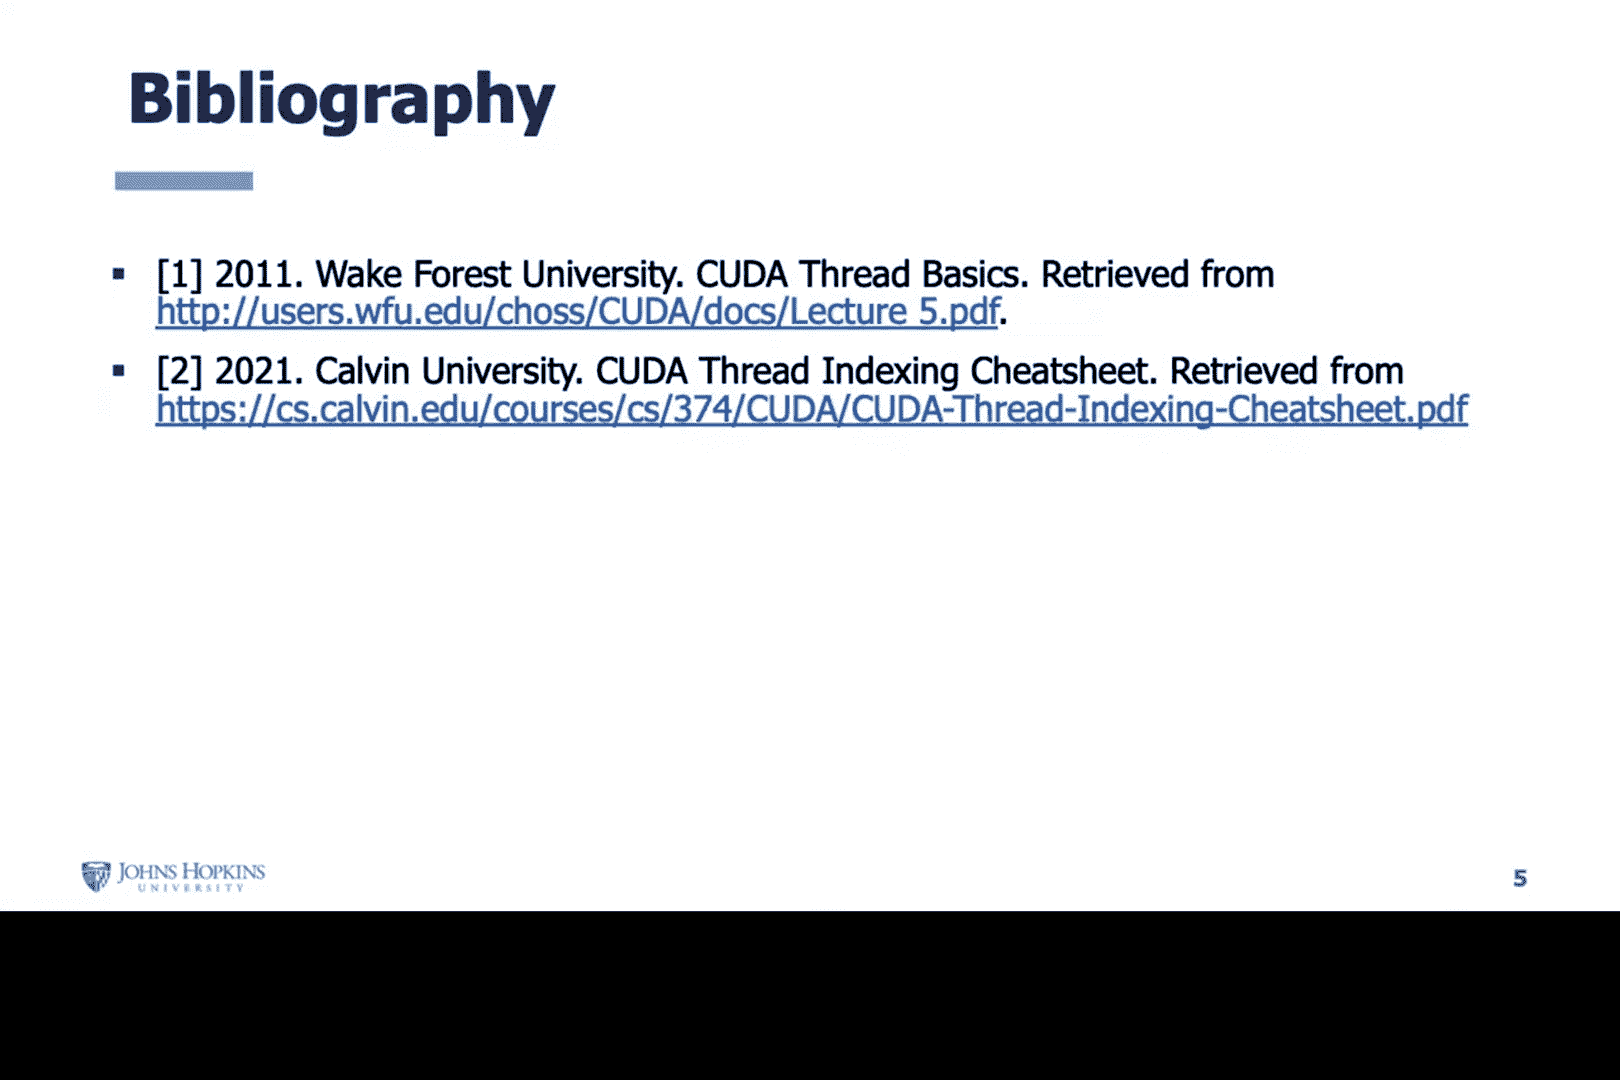 Bibliography
▪ [1] 2011. Wake Forest University. CUDA Thread Basics. Retrieved from
http://users.wfu.edu/choss/CUDA/docs/Lecture 5.pdf.
▪ [2] 2021. Calvin University. CUDA Thread Indexing Cheatsheet. Retrieved from
https://cs.calvin.edu/courses/cs/374/CUDA/CUDA-Thread-Indexing-Cheatsheet.pdf
JOHNS HOPKINS
UNIVERSITY
5